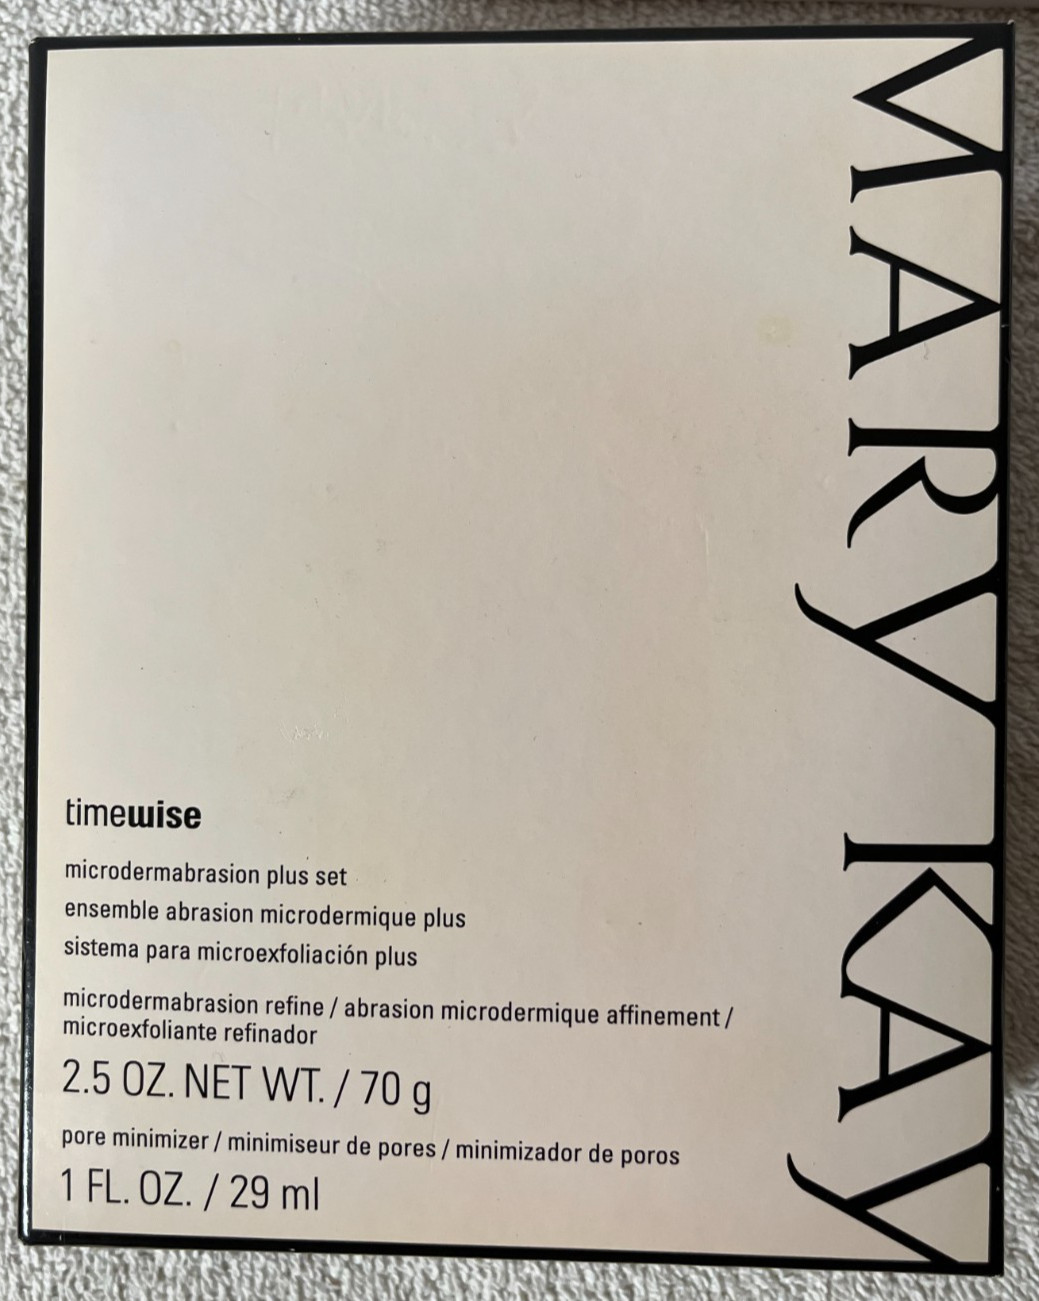 MARY KAY
timewise
microdermabrasion plus set
ensemble abrasion microdermique plus
sistema para microexfoliación plus
microdermabrasion refine / abrasion microdermique affinement /
microexfoliante refinador
2.5 OZ. NET WT. / 70 g
pore minimizer / minimiseur de pores / minimizador de poros
1 FL. OZ. / 29 ml